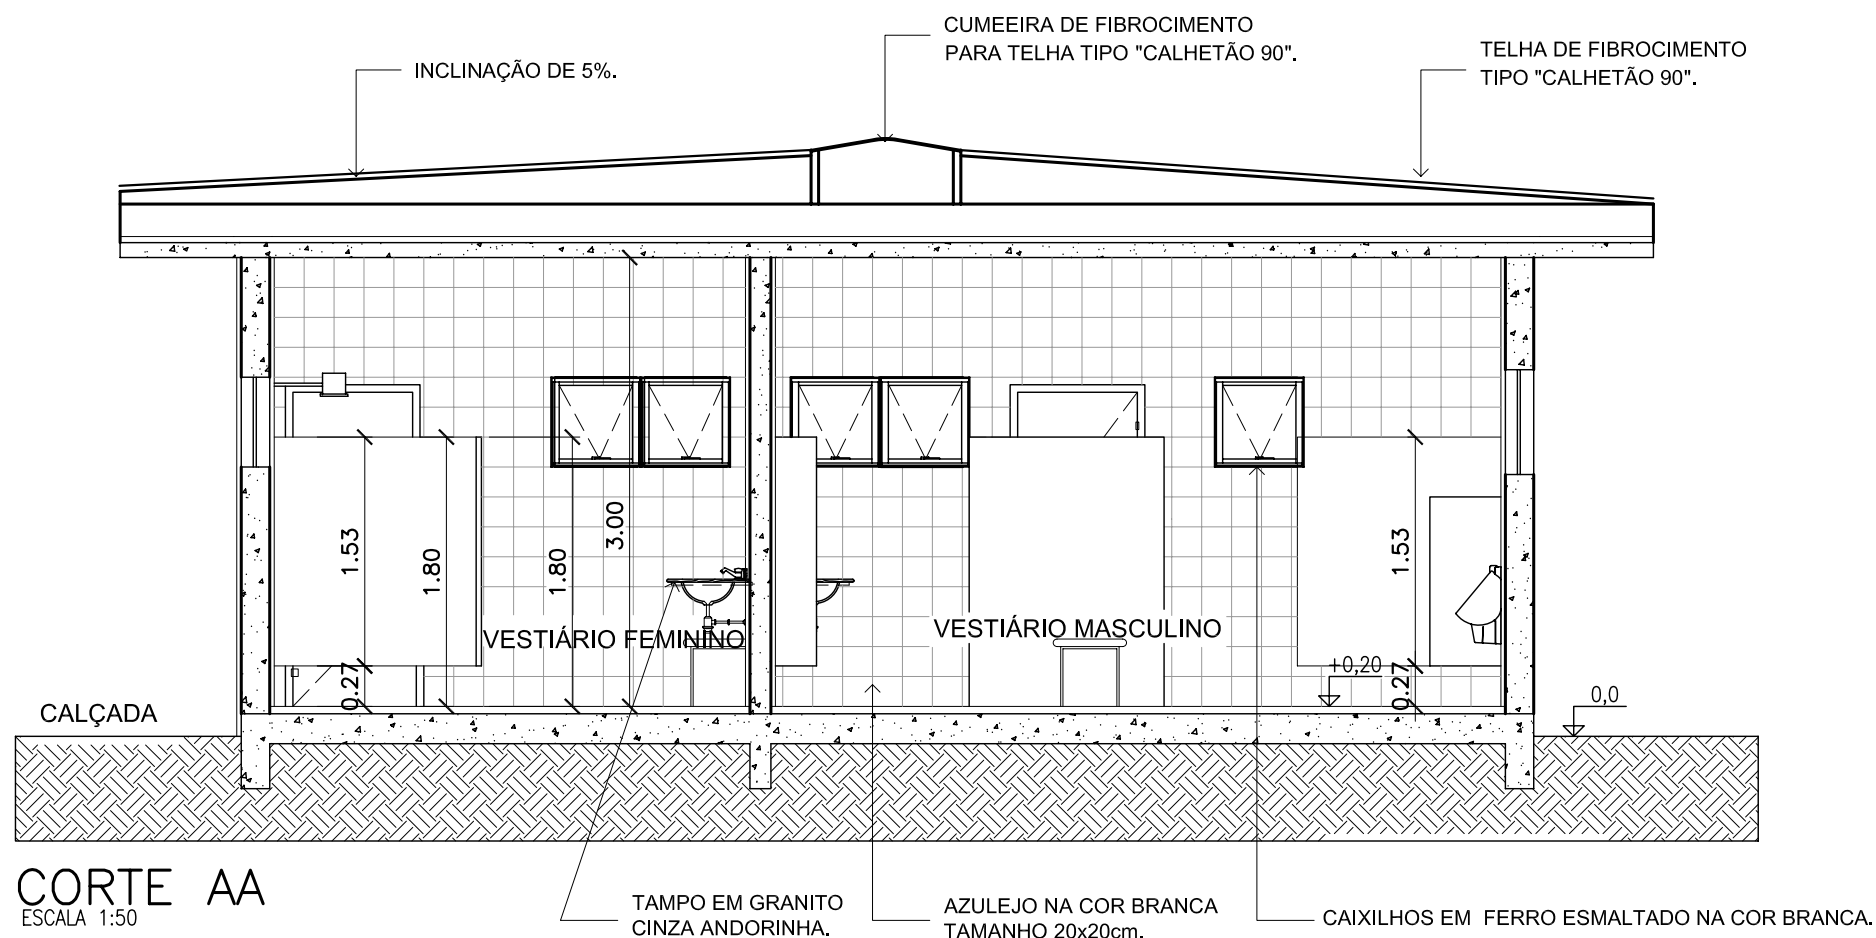 CUMEEIRA DE FIBROCIMENTO
PARA TELHA TIPO "CALHETÃO 90".
TELHA DE FIBROCIMENTO
TIPO "CALHETÃO 90".
INCLINAÇÃO DE 5%.
3.00
1.53
1.80
1.80
1.53
VESTIÁRIO FEMININO
VESTIÁRIO MASCULINO
+0,20
0.27
0.27
0,0
CALÇADA
CORTE AA
ESCALA 1:50
TAMPO EM GRANITO
CINZA ANDORINHA.
AZULEJO NA COR BRANCA
TAMANHO 20x20cm.
CAIXILHOS EM FERRO ESMALTADO NA COR BRANCA.